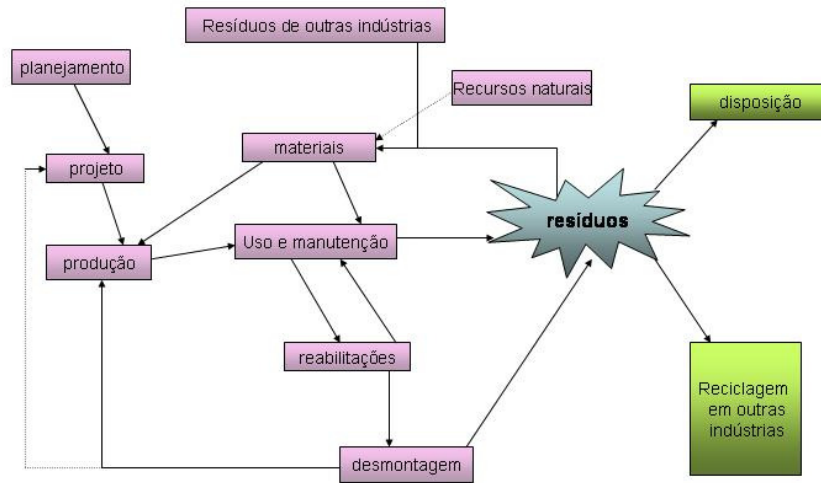 Resíduos de outras indústrias
planejamento
Recursos naturais
disposição
materiais
projeto
resíduos
Uso e manutenção
produção
reabilitações
Reciclagem
em outras
indústrias
desmontagem